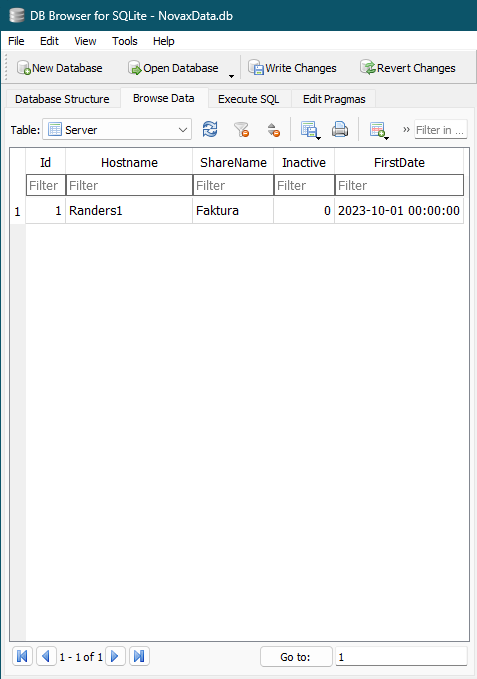 DB Browser for SQLite - NovaxData.db
File Edit View Tools Help
New Database Open Database Write Changes Revert Changes
Database Structure Browse Data Execute SQL Edit Pragmas
Table: Server » Filter in ...
Id Hostname ShareName Inactive FirstDate
Filter Filter Filter Filter Filter
1 1 Randers1 Faktura 0 2023-10-01 00:00:00
1 - 1 of 1 Go to: 1